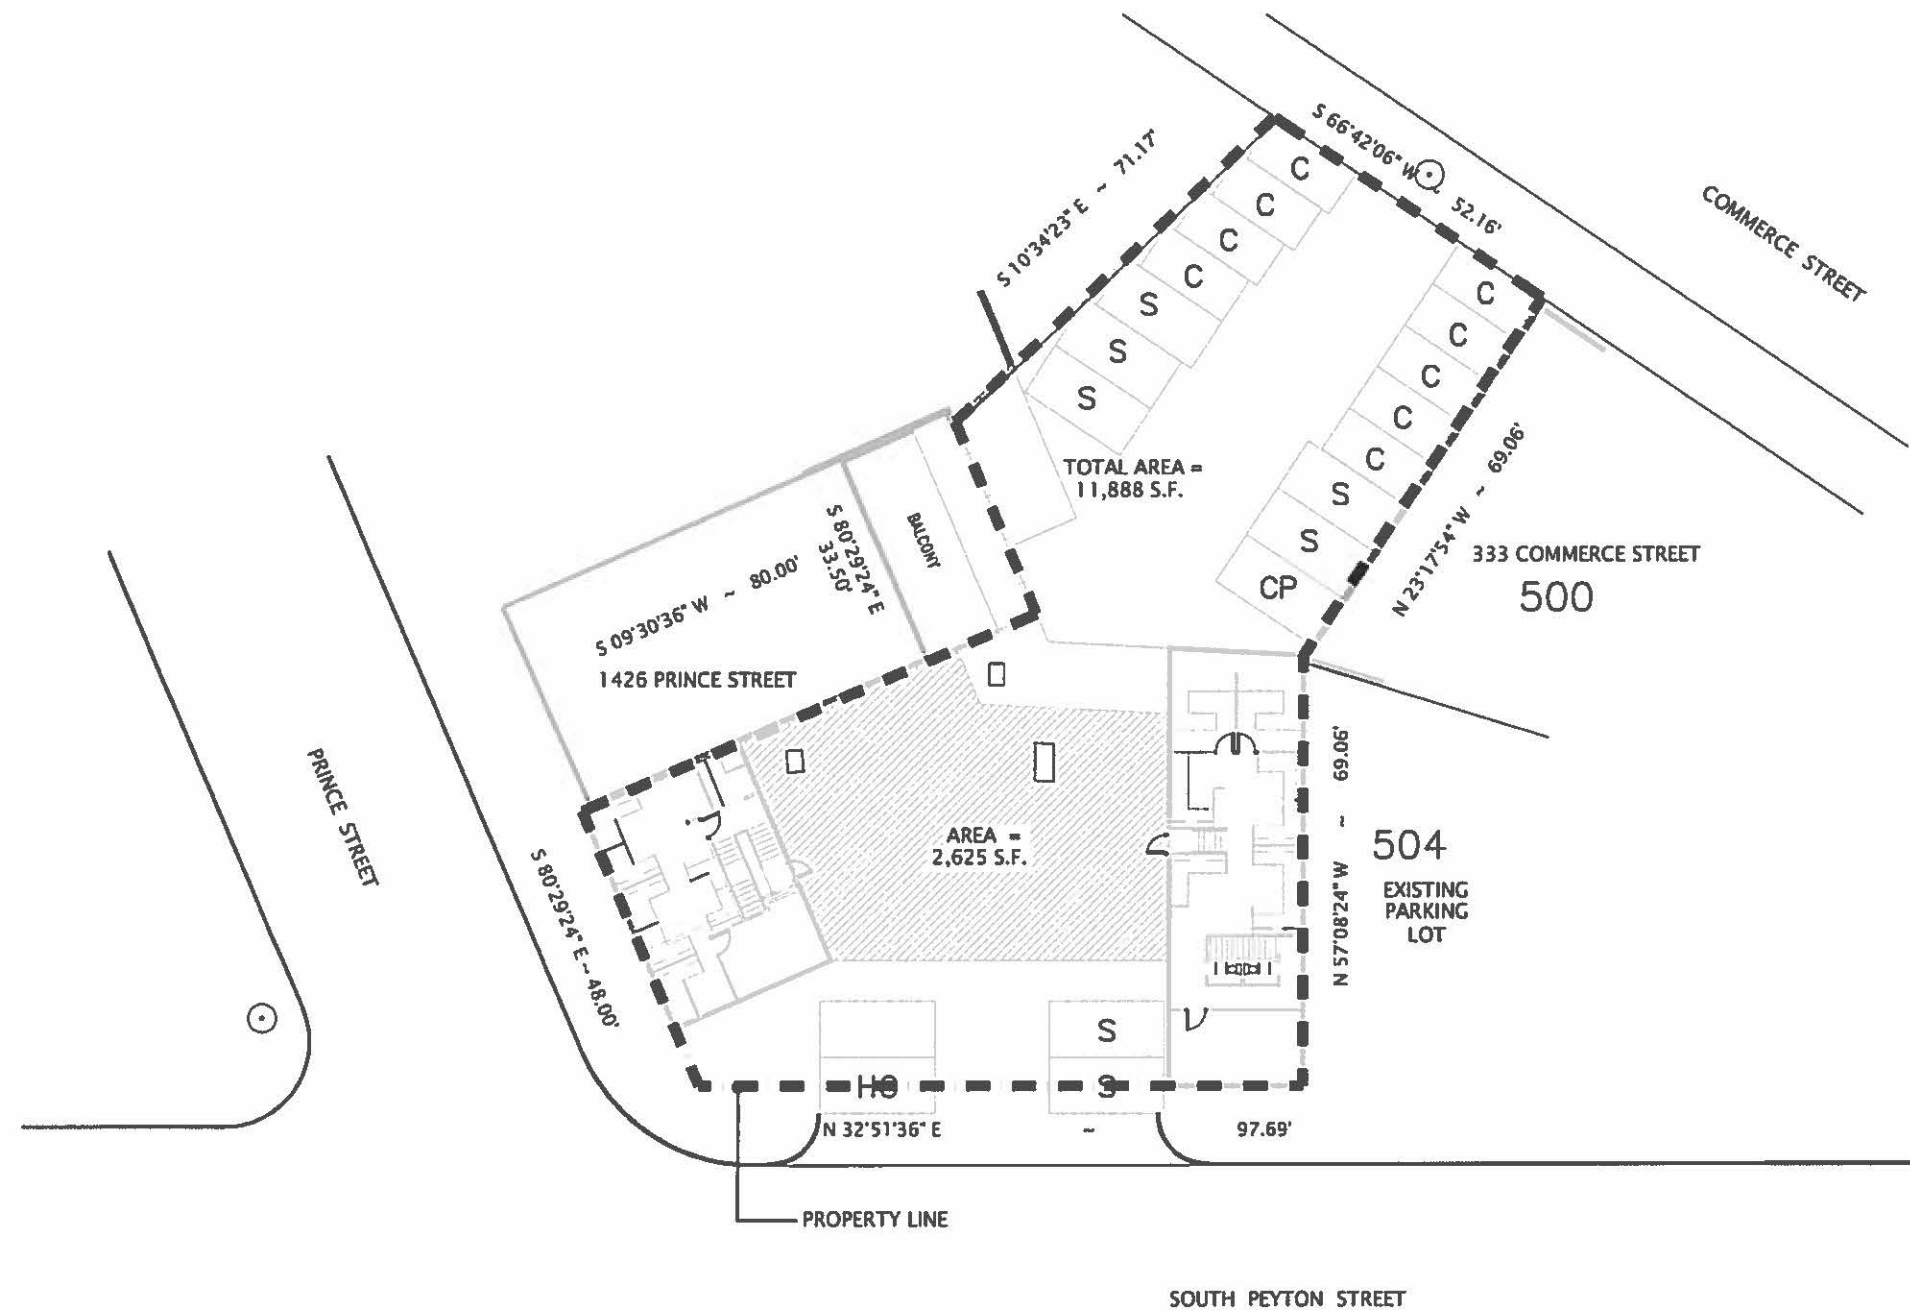 S 66°42'06" W ~ 52.16'
COMMERCE STREET
S 10°34'23" E ~ 71.17'
C
C
C
C
S
S
S
C
C
C
C
C
S
S
CP
TOTAL AREA =
11,888 S.F.
N 23°17'54" W ~ 69.06'
333 COMMERCE STREET
500
BALCONY
S 80°29'24" E
33.50'
S 09°30'36" W ~ 80.00'
1426 PRINCE STREET
PRINCE STREET
AREA =
2,625 S.F.
N 57°08'24" W ~ 69.06'
504
EXISTING
PARKING
LOT
S 80°29'24" E ~ 48.00'
S
HS
S
N 32°51'36" E ~ 97.69'
PROPERTY LINE
SOUTH PEYTON STREET